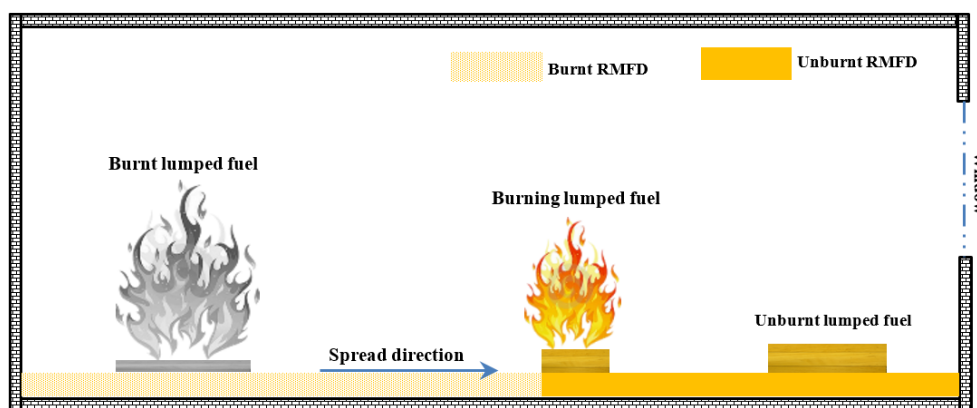 Burnt RMFD
Unburnt RMFD
Burnt lumped fuel
Burning lumped fuel
Unburnt lumped fuel
Spread direction